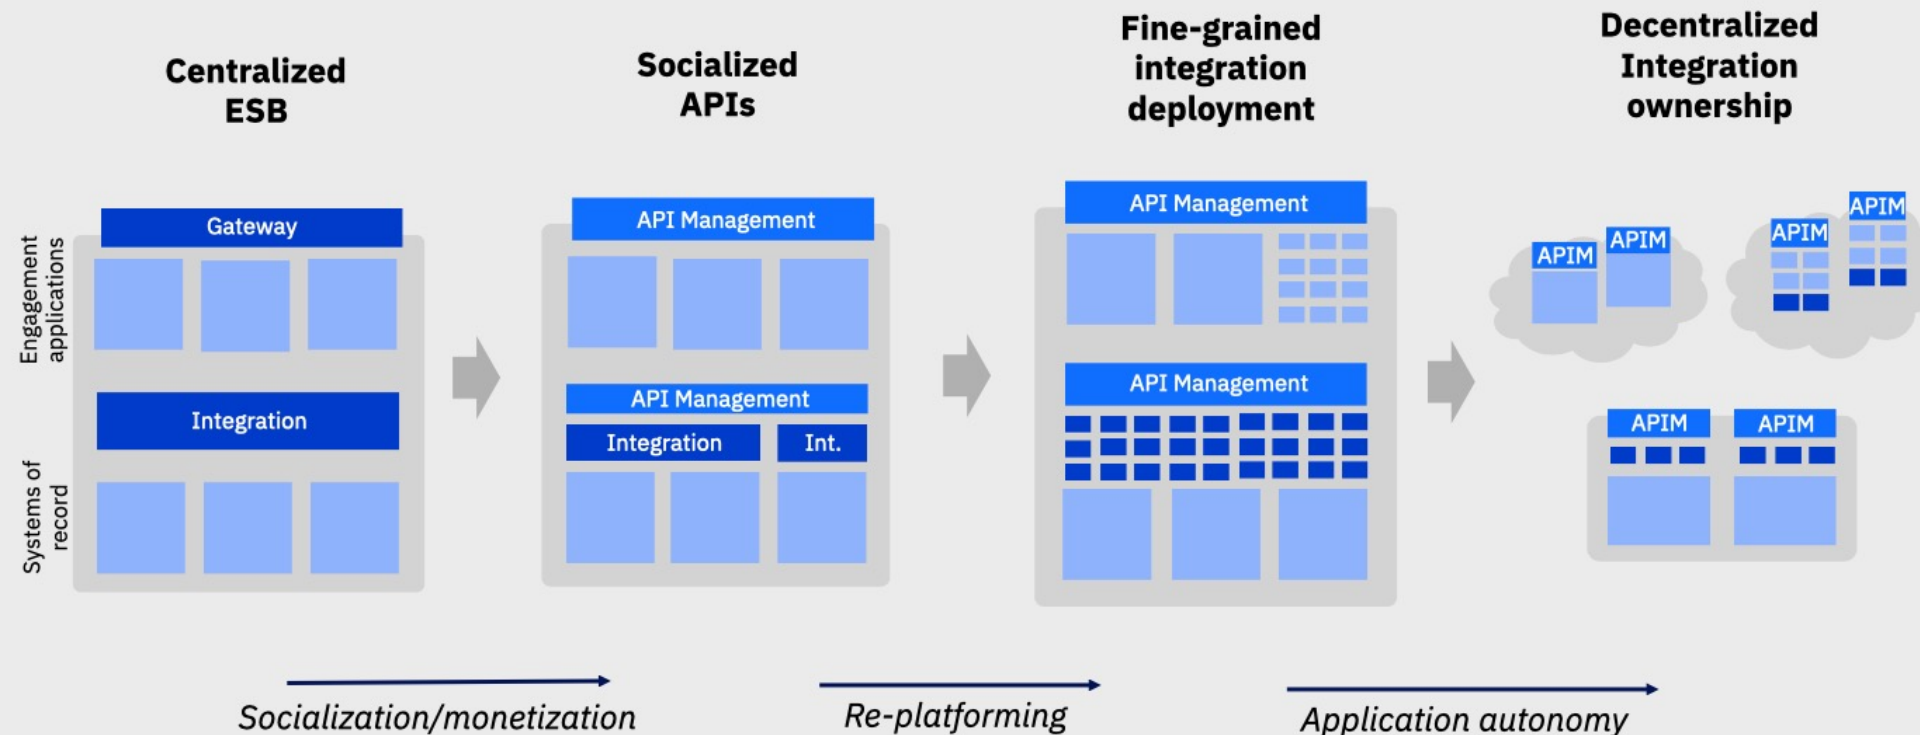 Centralized
ESB
Socialized
APIs
Fine-grained
integration
deployment
Decentralized
Integration
ownership
Engagement
applications
Systems of
record
Gateway
Integration
API Management
API Management
Integration
Int.
API Management
API Management
APIM
APIM
APIM
APIM
APIM
APIM
Socialization/monetization
Re-platforming
Application autonomy